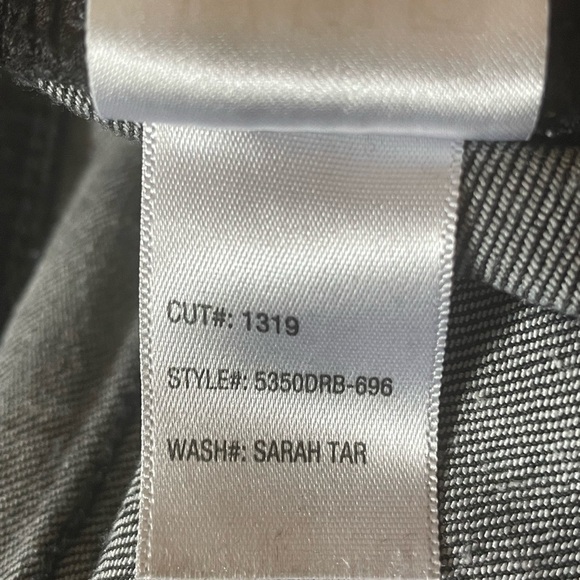 CUT#: 1319
STYLE#: 5350DRB-696
WASH#: SARAH TAR